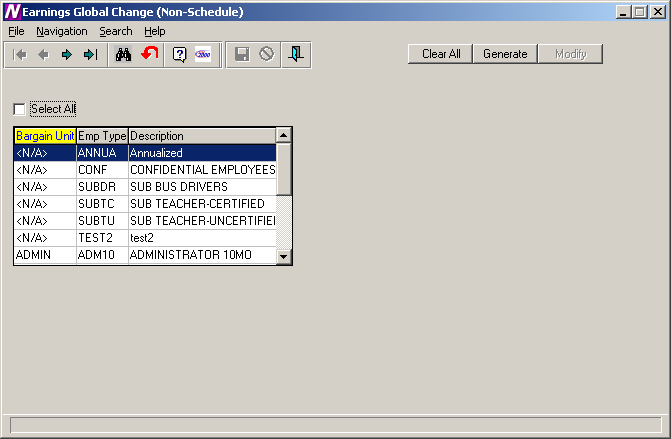 N Earnings Global Change (Non-Schedule)
File Navigation Search Help
? 2000 Clear All Generate Modify
Select All
Bargain Unit Emp Type Description
<N/A> ANNUA Annualized
<N/A> CONF CONFIDENTIAL EMPLOYEES
<N/A> SUBDR SUB BUS DRIVERS
<N/A> SUBTC SUB TEACHER-CERTIFIED
<N/A> SUBTU SUB TEACHER-UNCERTIFIE
<N/A> TEST2 test2
ADMIN ADM10 ADMINISTRATOR 10MO